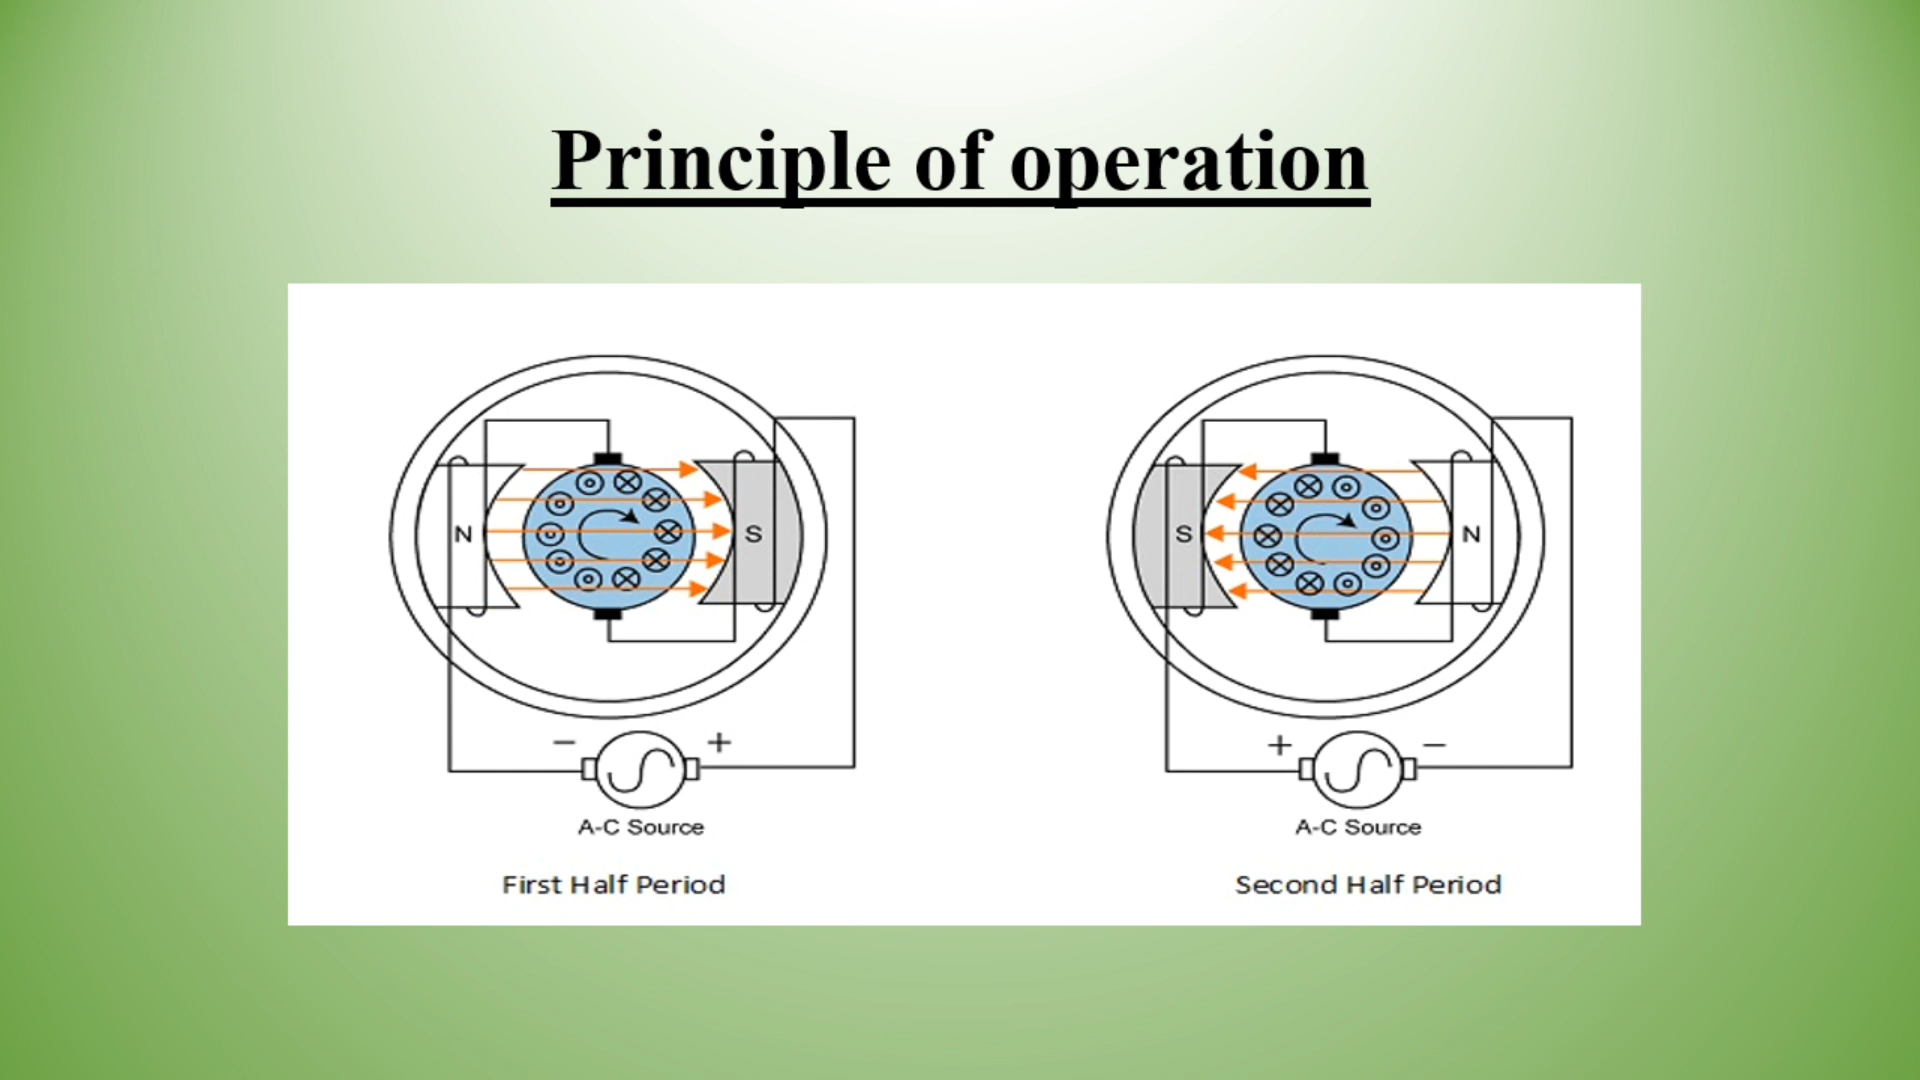 Principle of operation
N S
S N
− +
+ −
A-C Source
A-C Source
First Half Period
Second Half Period